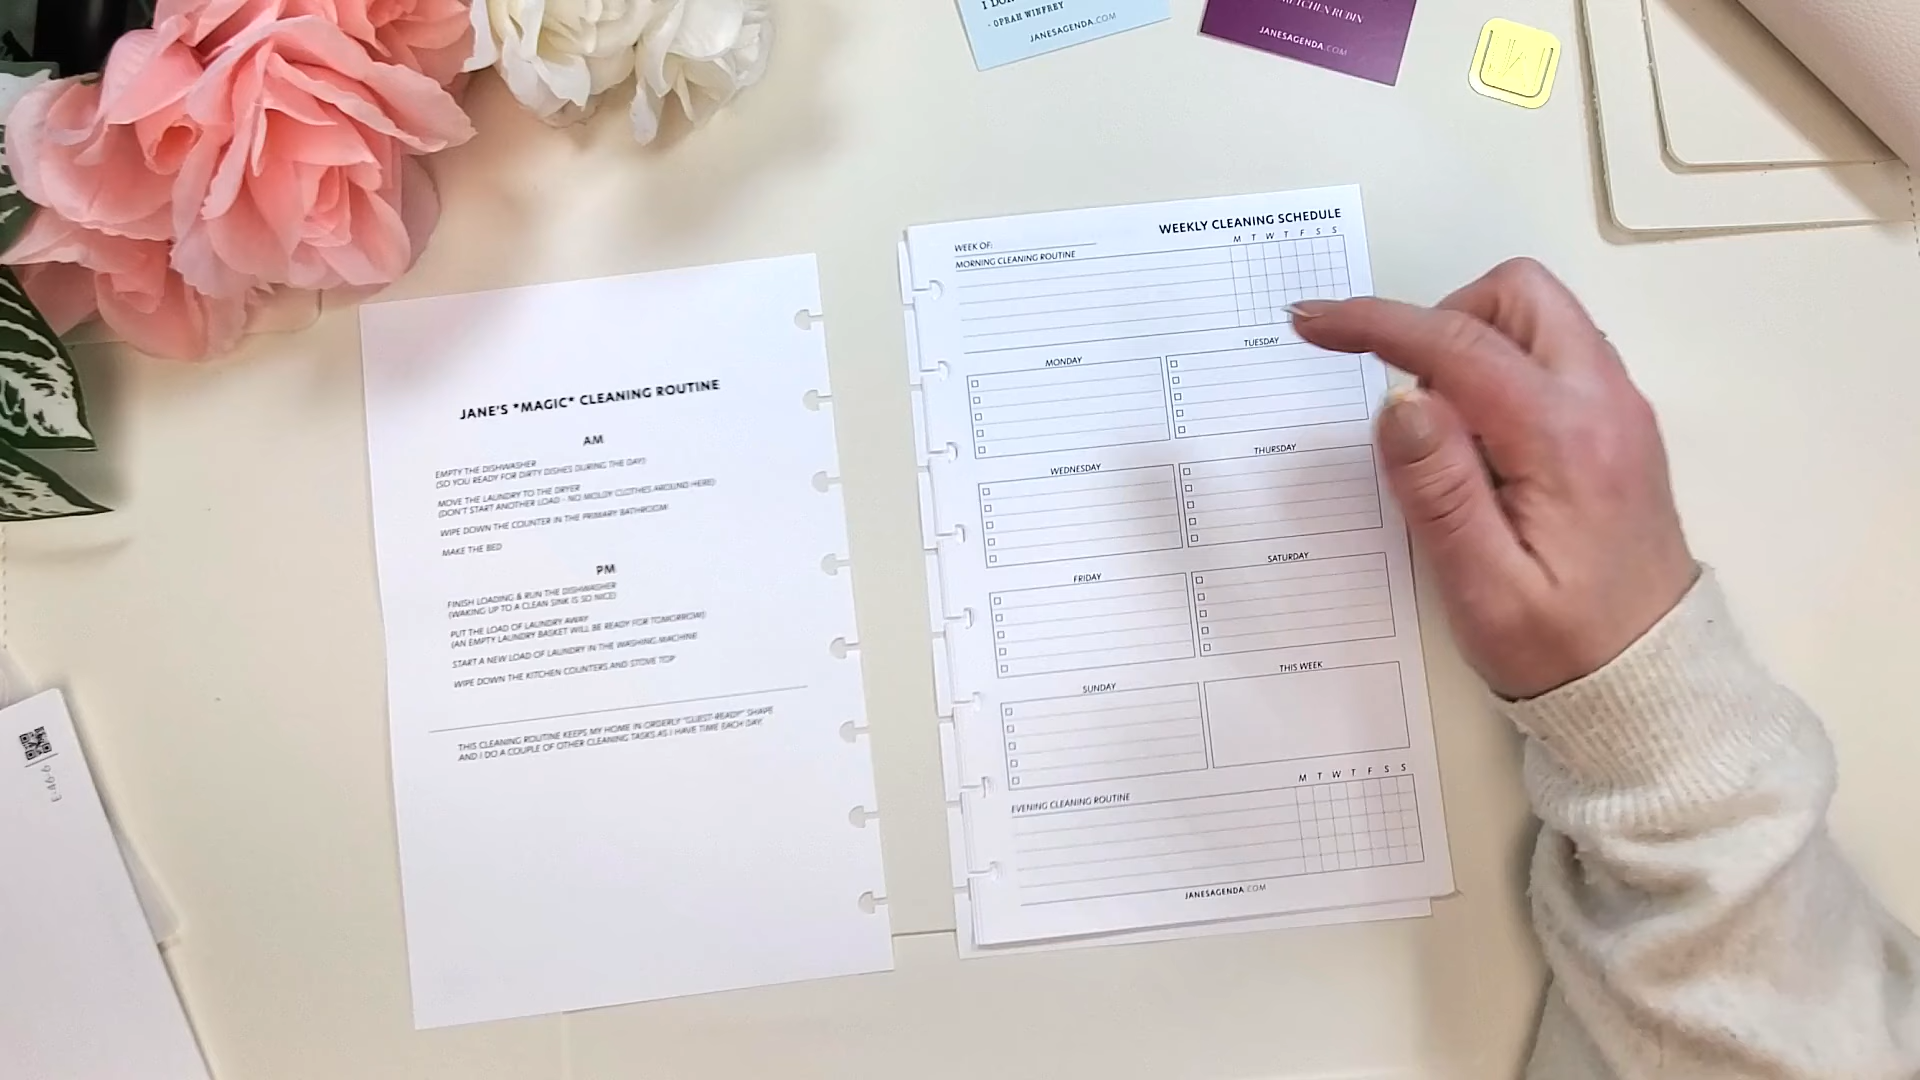 - OPRAH WINFREY
JANESAGENDA.COM
GRETCHEN RUBIN
JANESAGENDA.COM
JANE'S *MAGIC* CLEANING ROUTINE
AM
EMPTY THE DISHWASHER
(SO YOU READY FOR DIRTY DISHES DURING THE DAY)
MOVE THE LAUNDRY TO THE DRYER
(DON'T START ANOTHER LOAD - NO MOLDY CLOTHES AROUND HERE)
WIPE DOWN THE COUNTER IN THE PRIMARY BATHROOM
MAKE THE BED
PM
FINISH LOADING & RUN THE DISHWASHER
(WAKING UP TO A CLEAN SINK IS SO NICE)
PUT THE LOAD OF LAUNDRY AWAY
(AN EMPTY LAUNDRY BASKET WILL BE READY FOR TOMORROW)
START A NEW LOAD OF LAUNDRY IN THE WASHING MACHINE
WIPE DOWN THE KITCHEN COUNTERS AND STOVE TOP
THIS CLEANING ROUTINE KEEPS MY HOME IN ORDERLY "GUEST-READY" SHAPE
AND I DO A COUPLE OF OTHER CLEANING TASKS AS I HAVE TIME EACH DAY.
WEEKLY CLEANING SCHEDULE
WEEK OF:
M T W T F S S
MORNING CLEANING ROUTINE
MONDAY
TUESDAY
WEDNESDAY
THURSDAY
FRIDAY
SATURDAY
SUNDAY
THIS WEEK
M T W T F S S
EVENING CLEANING ROUTINE
JANESAGENDA.COM